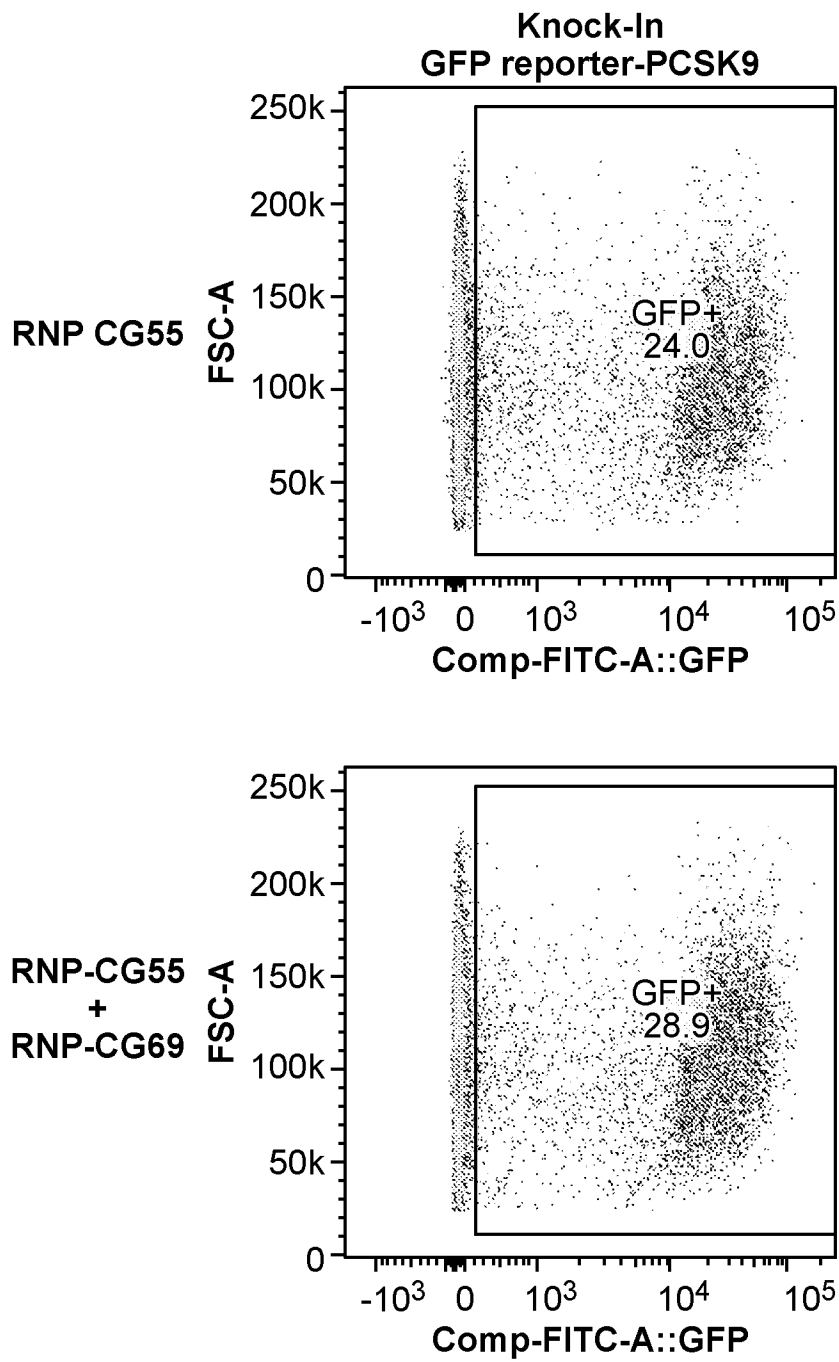 Knock-In
GFP reporter-PCSK9
RNP CG55
FSC-A
250k
200k
150k
100k
50k
0
GFP+
24.0
-10³ 0 10³ 10⁴ 10⁵
Comp-FITC-A::GFP
RNP-CG55
+
RNP-CG69
FSC-A
250k
200k
150k
100k
50k
0
GFP+
28.9
-10³ 0 10³ 10⁴ 10⁵
Comp-FITC-A::GFP